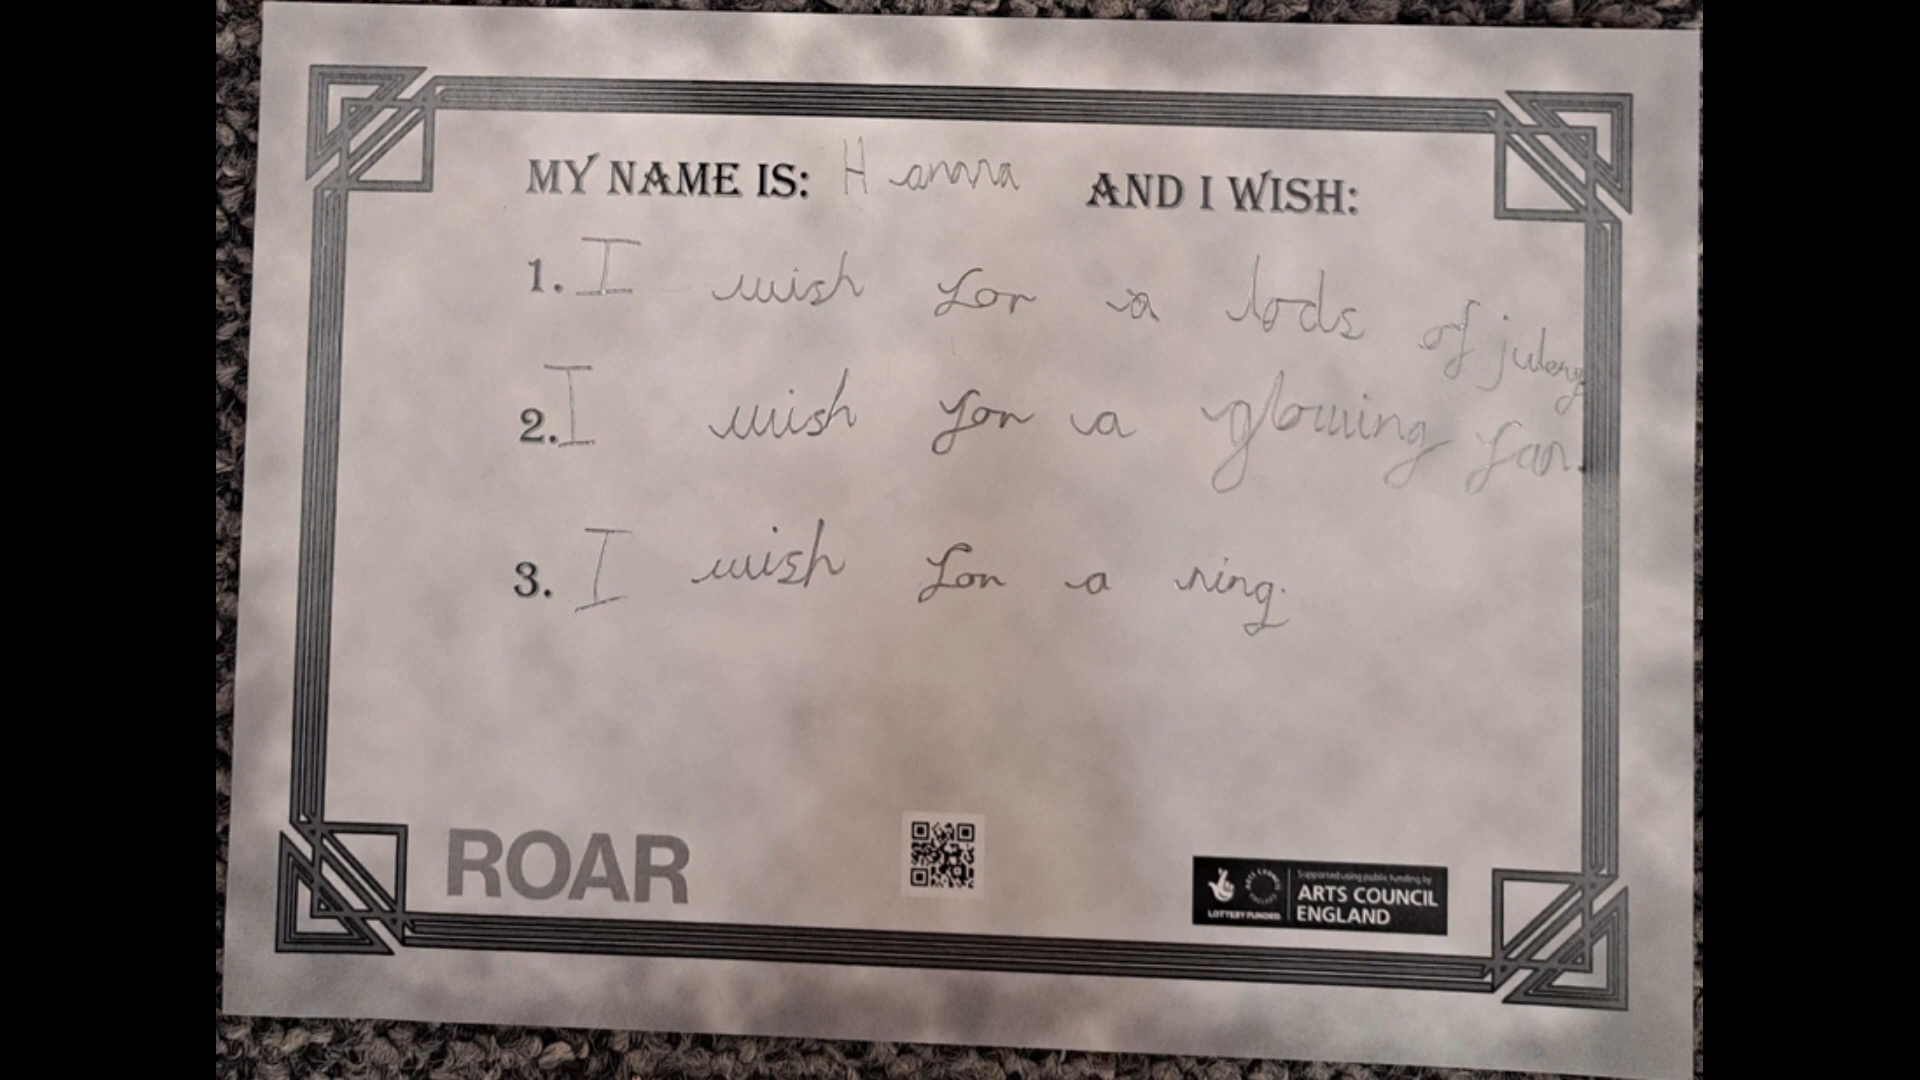 MY NAME IS: Hanna AND I WISH:
1. I wish for a lods of julery
2. I wish for a glowing fan.
3. I wish for a ring.
ROAR
LOTTERY FUNDED
Supported using public funding by
ARTS COUNCIL
ENGLAND